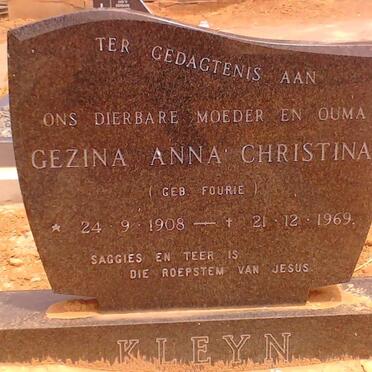 TER GEDAGTENIS AAN
ONS DIERBARE MOEDER EN OUMA
GEZINA ANNA CHRISTINA
(GEB. FOURIE)
* 24·9·1908 — † 21·12·1969.
SAGGIES EN TEER IS
DIE ROEPSTEM VAN JESUS.
KLEYN